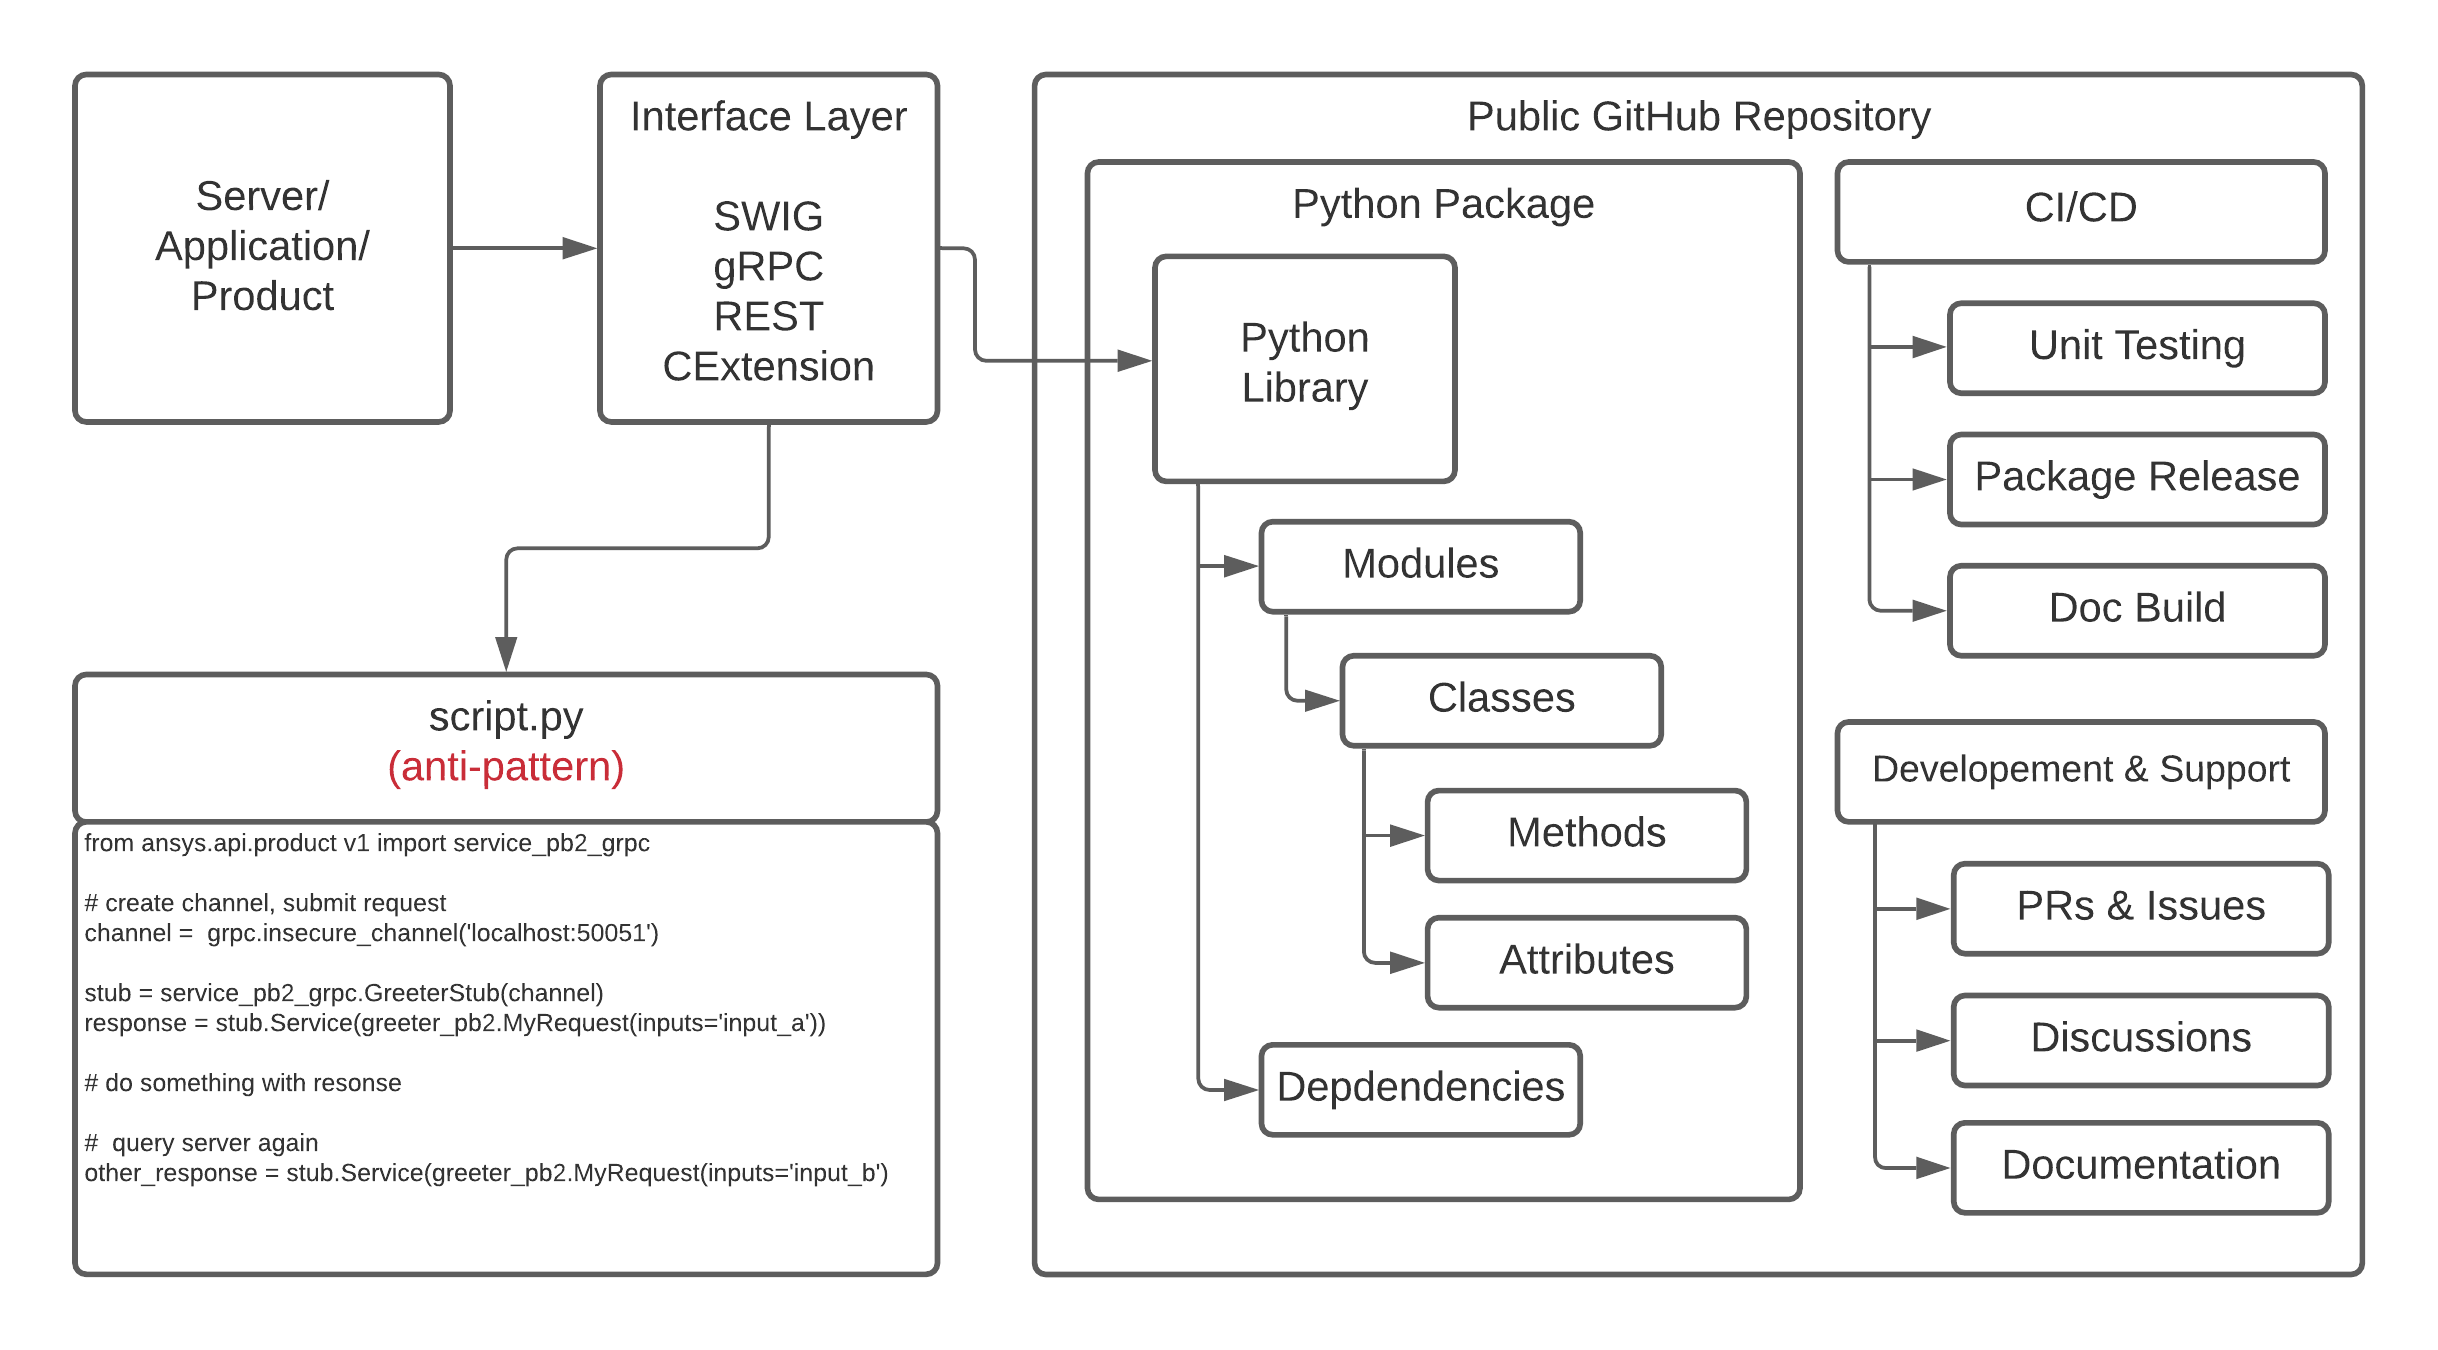 Server/
Application/
Product
Interface Layer
SWIG
gRPC
REST
CExtension
script.py
(anti-pattern)
from ansys.api.product v1 import service_pb2_grpc
# create channel, submit request
channel =  grpc.insecure_channel('localhost:50051')
stub = service_pb2_grpc.GreeterStub(channel)
response = stub.Service(greeter_pb2.MyRequest(inputs='input_a'))
# do something with resonse
#  query server again
other_response = stub.Service(greeter_pb2.MyRequest(inputs='input_b')
Public GitHub Repository
Python Package
Python
Library
Modules
Classes
Methods
Attributes
Depdendencies
CI/CD
Unit Testing
Package Release
Doc Build
Developement & Support
PRs & Issues
Discussions
Documentation